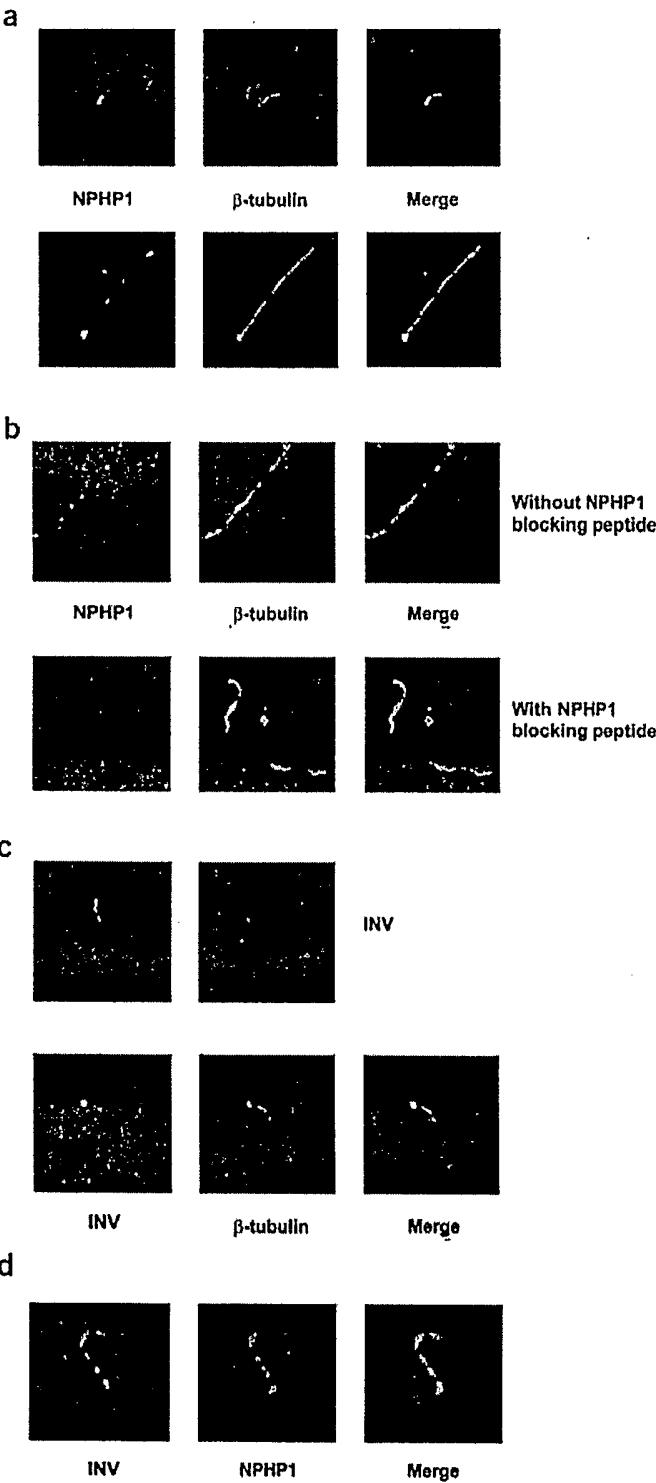 a
NPHP1
β-tubulin
Merge
b
Without NPHP1
blocking peptide
NPHP1
β-tubulin
Merge
With NPHP1
blocking peptide
c
INV
INV
β-tubulin
Merge
d
INV
NPHP1
Merge